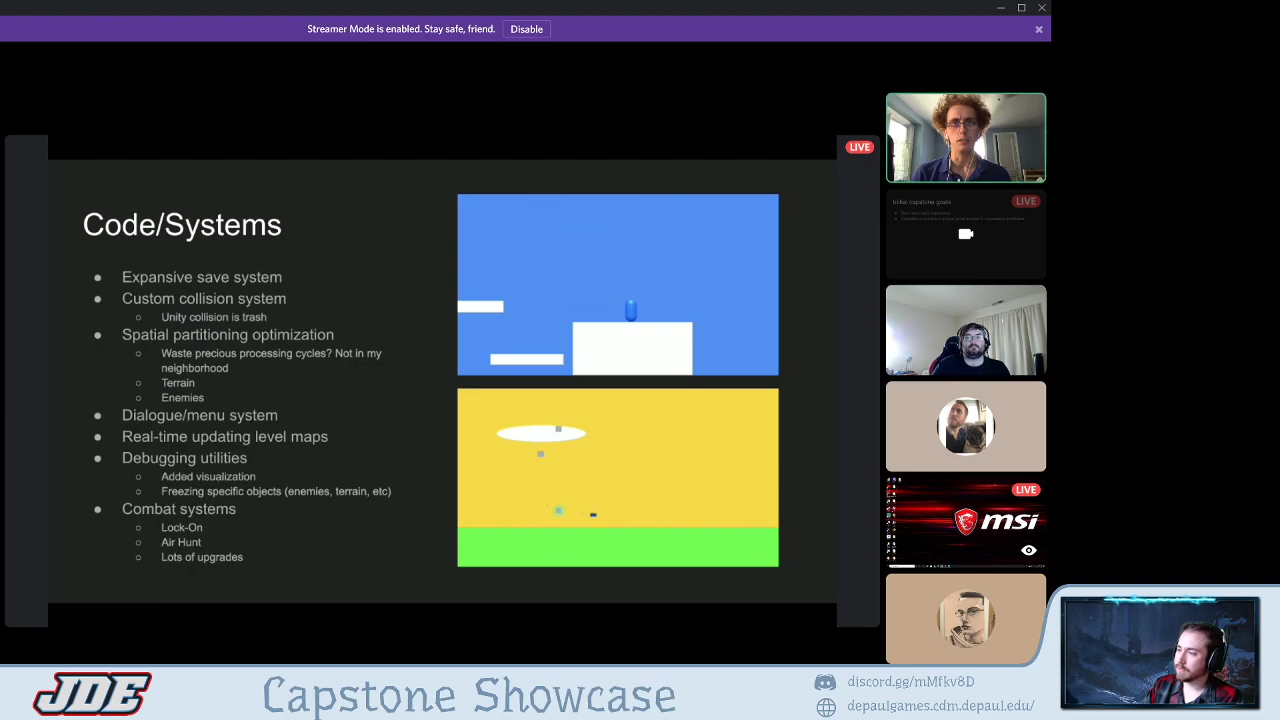 Streamer Mode is enabled. Stay safe, friend.
Disable
LIVE
Code/Systems
Expansive save system
Custom collision system
Unity collision is trash
Spatial partitioning optimization
Waste precious processing cycles? Not in my
neighborhood
Terrain
Enemies
Dialogue/menu system
Real-time updating level maps
Debugging utilities
Added visualization
Freezing specific objects (enemies, terrain, etc)
Combat systems
Lock-On
Air Hunt
Lots of upgrades
Initial capstone goals
LIVE
LIVE
msi
JDE
Capstone Showcase
discord.gg/mMfkv8D
depaulgames.cdm.depaul.edu/